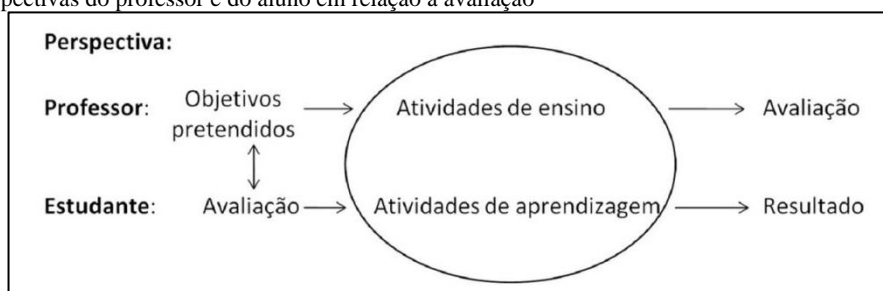 do professor e do aluno em relação a avaliação
Perspectiva:
Professor: Objetivos pretendidos → Atividades de ensino → Avaliação
Estudante: Avaliação → Atividades de aprendizagem → Resultado